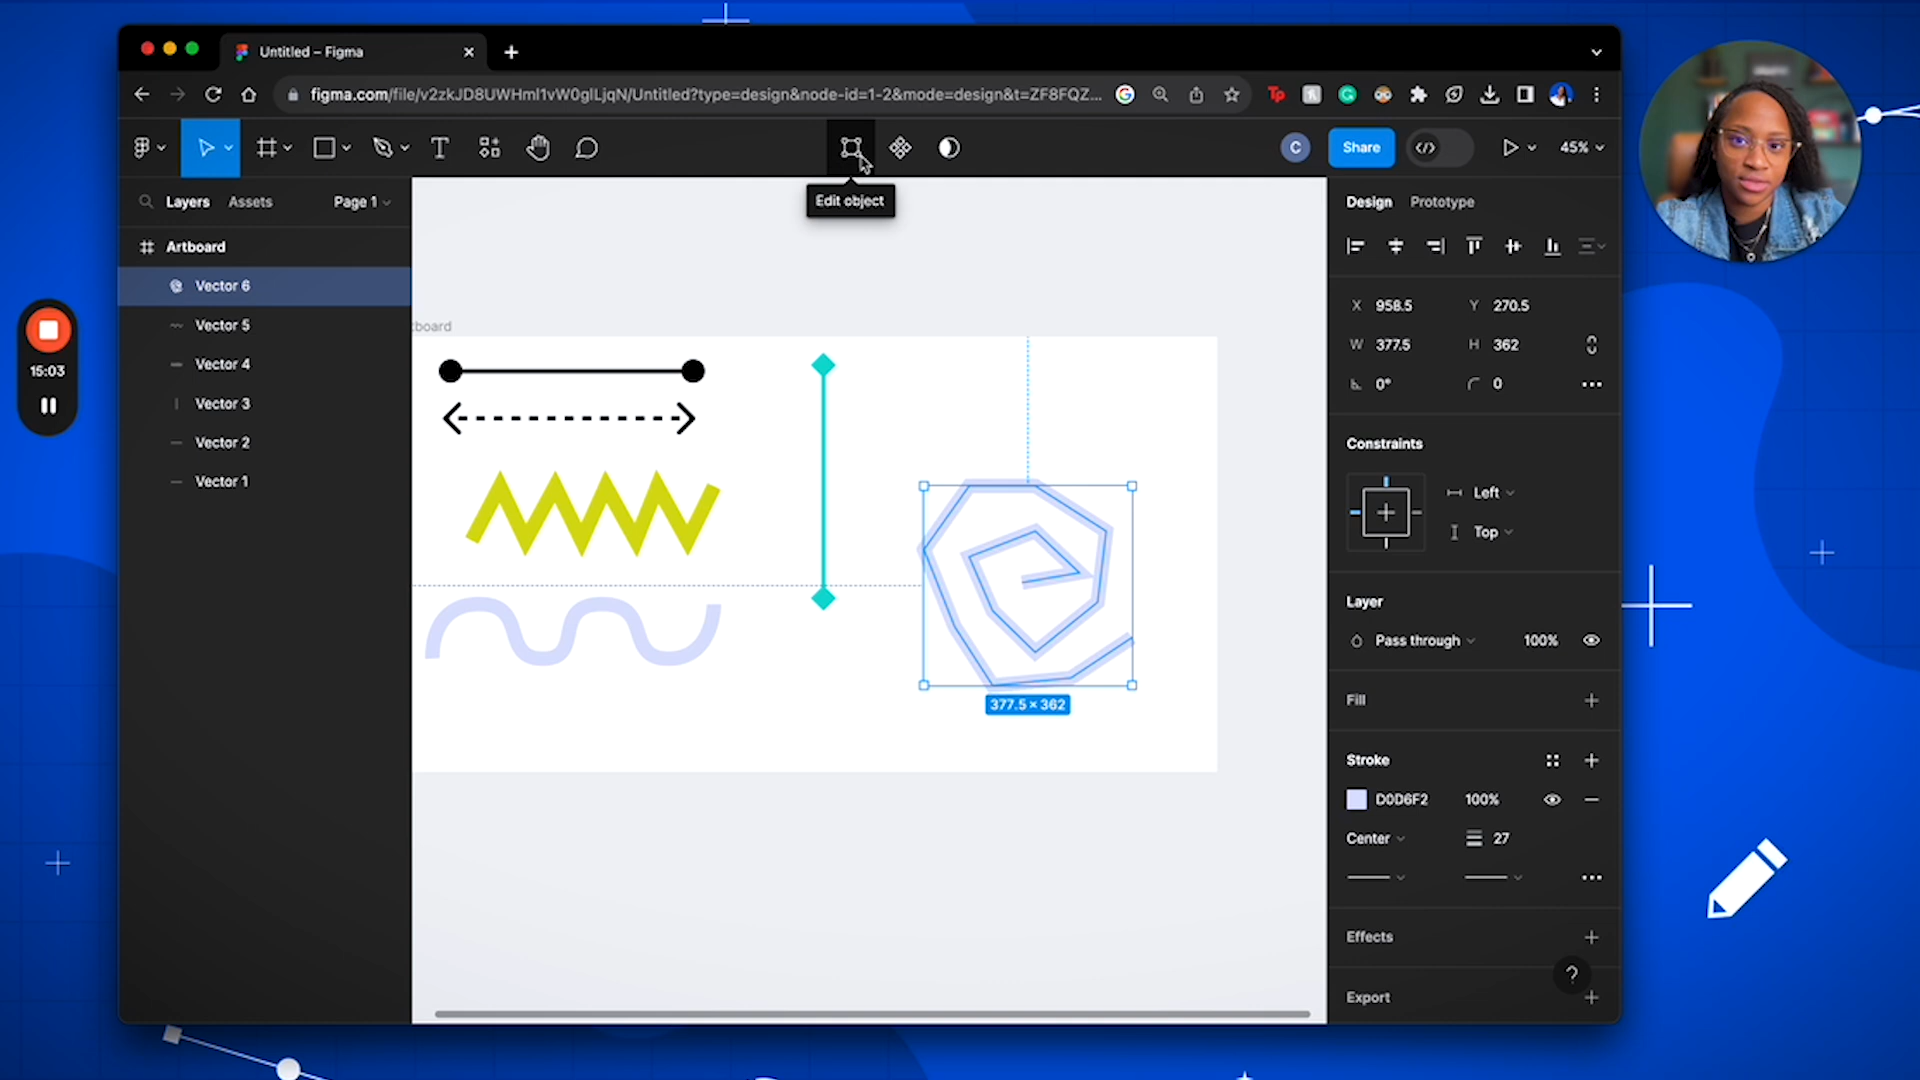 Untitled – Figma
figma.com/file/v2zkJD8UWHmI1vW0gILjqN/Untitled?type=design&node-id=1-2&mode=design&t=ZF8FQZ...
Tp
T
C
Share
45%
Edit object
Layers
Assets
Page 1
Design
Prototype
Artboard
Vector 6
Vector 5
Vector 4
Vector 3
Vector 2
Vector 1
15:03
board
377.5 × 362
X 958.5
Y 270.5
W 377.5
H 362
0°
0
Constraints
Left
Top
Layer
Pass through
100%
Fill
Stroke
D0D6F2
100%
Center
27
Effects
?
Export